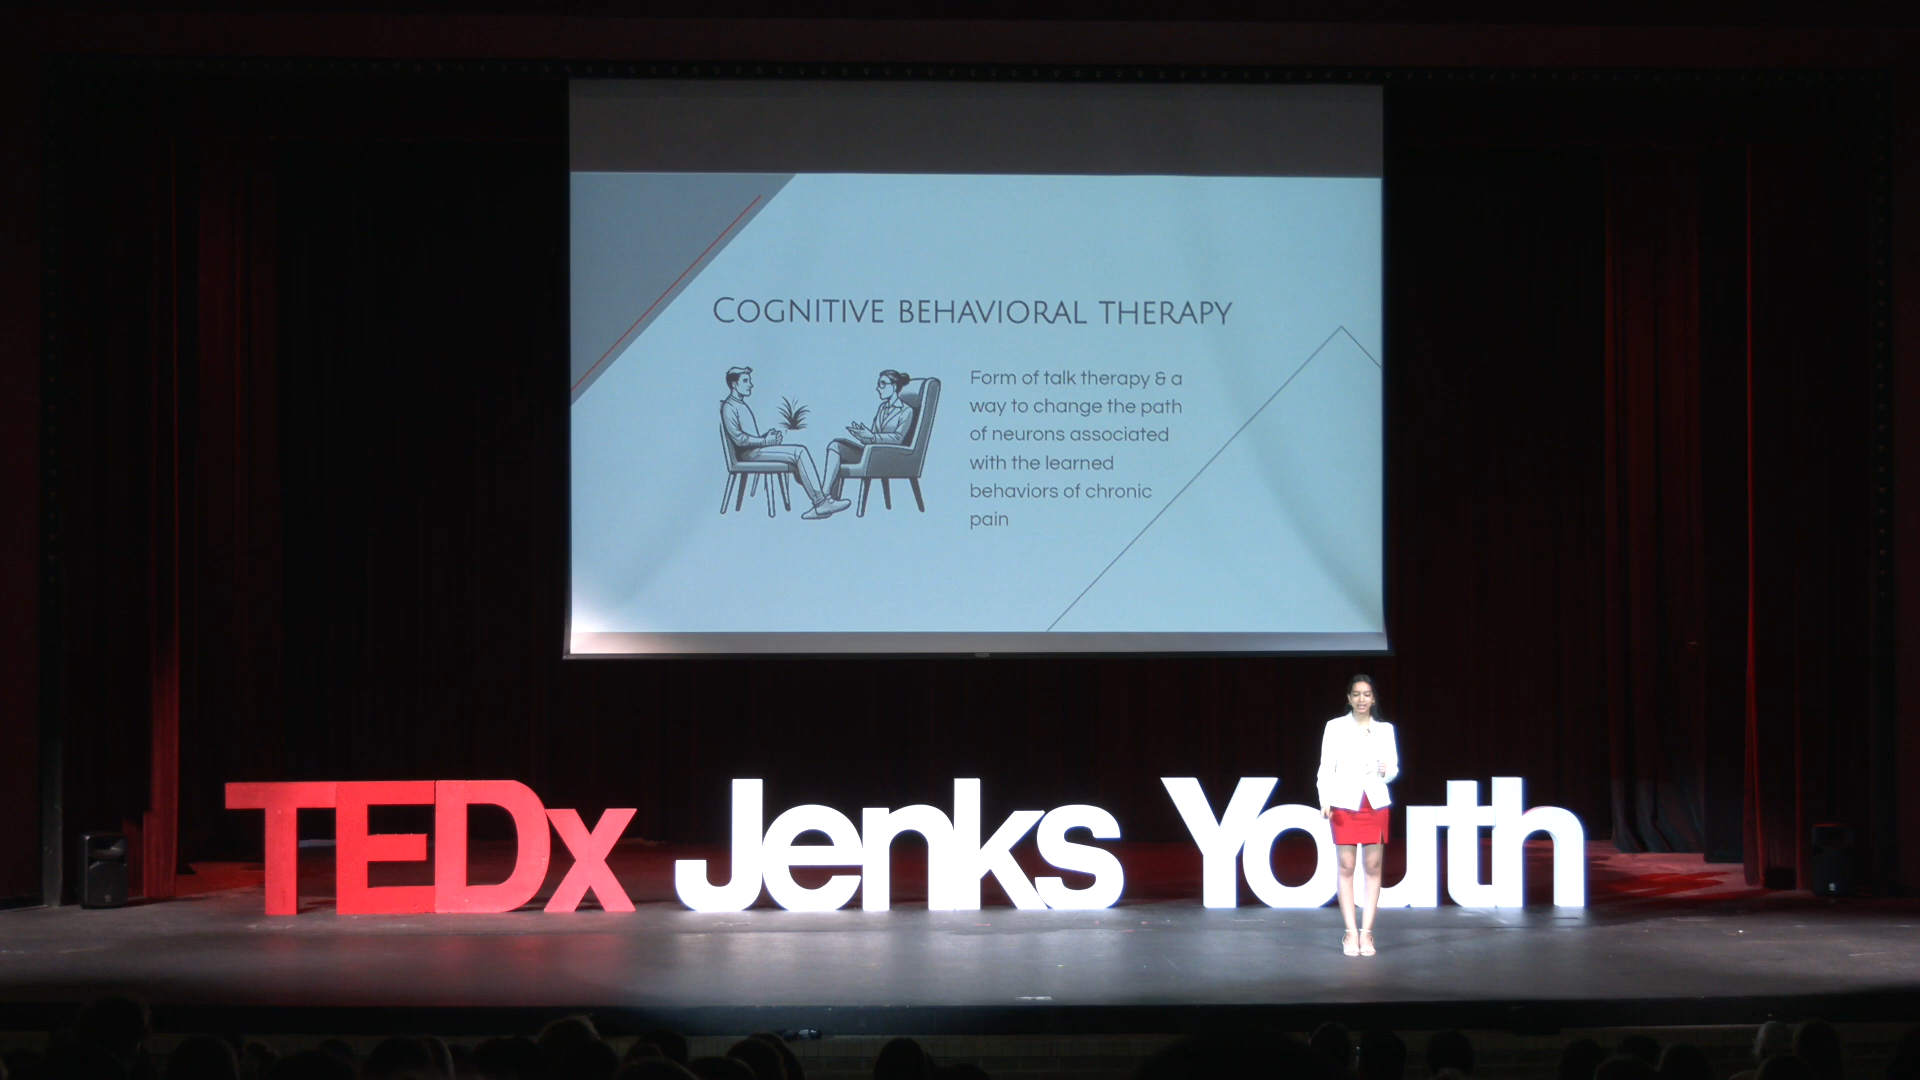 COGNITIVE BEHAVIORAL THERAPY
Form of talk therapy & a
way to change the path
of neurons associated
with the learned
behaviors of chronic
pain
TEDx Jenks Youth